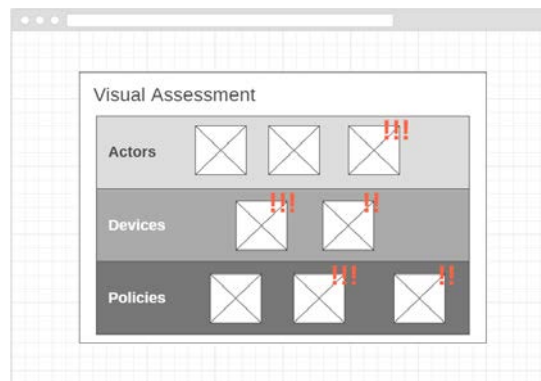 Visual Assessment
!!!
Actors
!!! !!
Devices
!!! !!
Policies